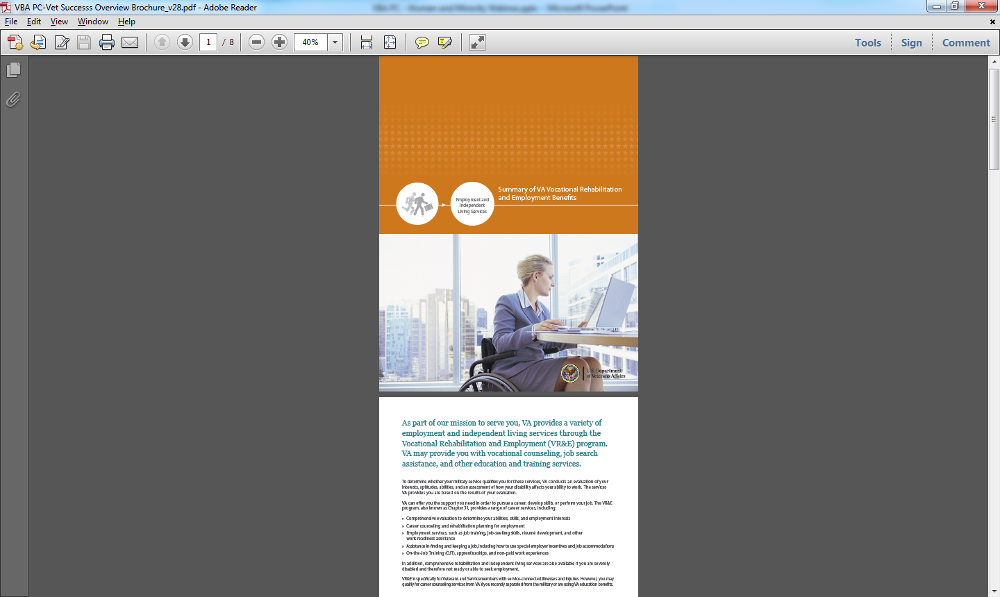 VBA PC-Vet Successs Overview Brochure_v28.pdf - Adobe Reader
VBA PC - Woman and Minority Webinar.pptx - Microsoft PowerPoint
File Edit View Window Help
1 / 8 40% Tools Sign Comment
Summary of VA Vocational Rehabilitation
and Employment Benefits
Employment and
Independent
Living Services
U.S. Department
of Veterans Affairs
As part of our mission to serve you, VA provides a variety of
employment and independent living services through the
Vocational Rehabilitation and Employment (VR&E) program.
VA may provide you with vocational counseling, job search
assistance, and other education and training services.
To determine whether your military service qualifies you for these services, VA conducts an evaluation of your
interests, aptitudes, abilities, and an assessment of how your disability affects your ability to work. The services
VA provides you are based on the results of your evaluation.
VA can offer you the support you need in order to pursue a career, develop skills, or perform your job. The VR&E
program, also known as Chapter 31, provides a range of career services, including:
» Comprehensive evaluation to determine your abilities, skills, and employment interests
» Career counseling and rehabilitation planning for employment
» Employment services, such as job training, job-seeking skills, résumé development, and other
work-readiness assistance
» Assistance in finding and keeping a job, including how to use special employer incentives and job accommodations
» On-the-Job Training (OJT), apprenticeships, and non-paid work experiences
In addition, comprehensive rehabilitation and independent living services are also available if you are severely
disabled and therefore not ready or able to seek employment.
VR&E is specifically for Veterans and Servicemembers with service-connected illnesses and injuries. However, you may
qualify for career counseling services from VA if you recently separated from the military or are using VA education benefits.